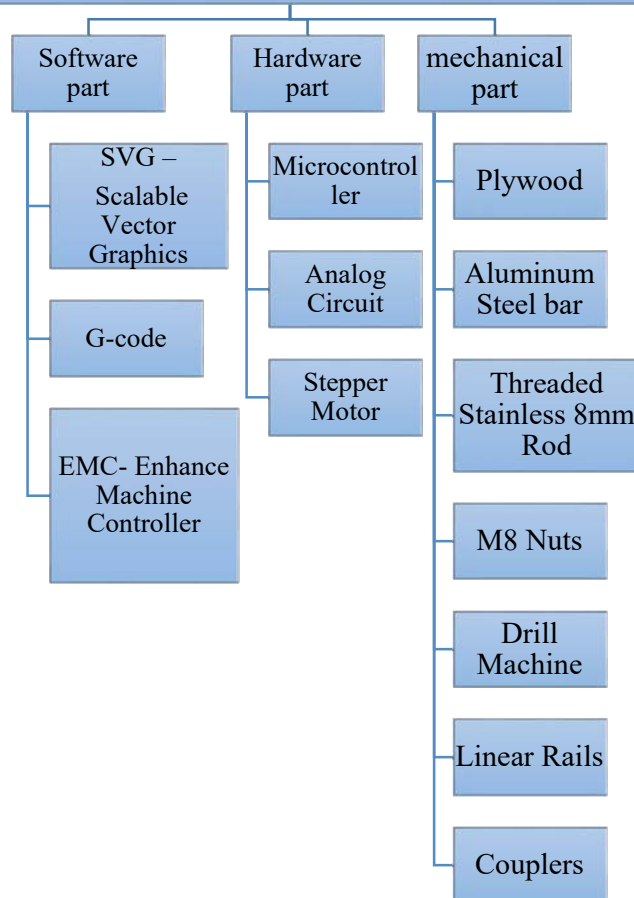 Software
part
SVG –
Scalable
Vector
Graphics
G-code
EMC- Enhance
Machine
Controller
Hardware
part
Microcontrol
ler
Analog
Circuit
Stepper
Motor
mechanical
part
Plywood
Aluminum
Steel bar
Threaded
Stainless 8mm
Rod
M8 Nuts
Drill
Machine
Linear Rails
Couplers